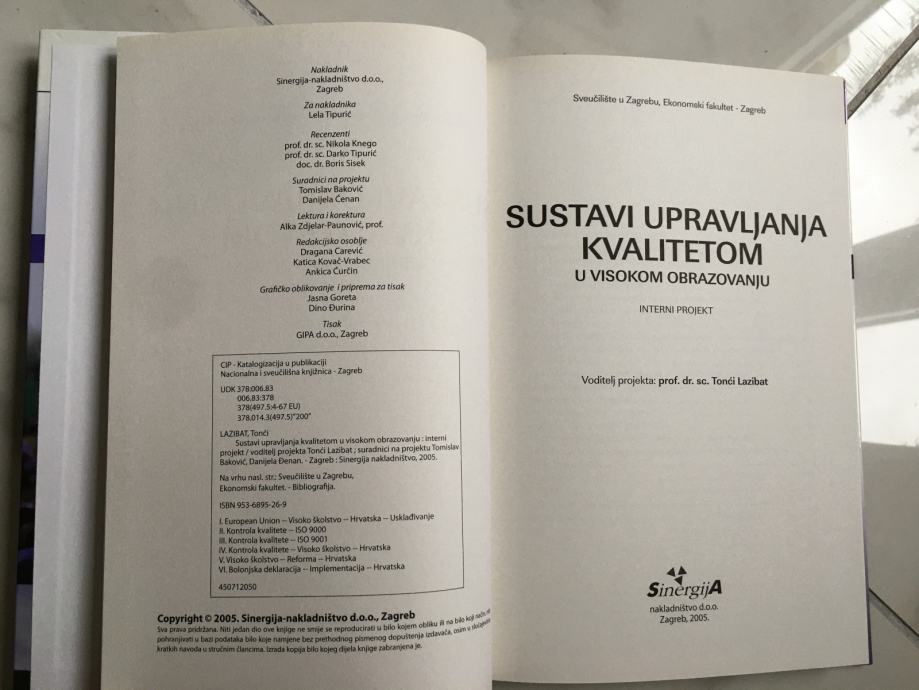 Nakladnik
Sinergija-nakladništvo d.o.o.,
Zagreb
Za nakladnika
Lela Tipurić
Recenzenti
prof. dr. sc. Nikola Knego
prof. dr. sc. Darko Tipurić
doc. dr. Boris Sisek
Suradnici na projektu
Tomislav Baković
Danijela Ćenan
Lektura i korektura
Alka Zdjelar-Paunović, prof.
Redakcijsko osoblje
Dragana Carević
Katica Kovač-Vrabec
Ankica Ćurčin
Grafičko oblikovanje i priprema za tisak
Jasna Goreta
Dino Đurina
Tisak
GIPA d.o.o., Zagreb
CIP - Katalogizacija u publikaciji
Nacionalna i sveučilišna knjižnica - Zagreb
UDK 378:006.83
006.83:378
378(497.5:4-67 EU)
378.014.3(497.5)"200"
LAZIBAT, Tonći
Sustavi upravljanja kvalitetom u visokom obrazovanju : interni
projekt / voditelj projekta Tonći Lazibat ; suradnici na projektu Tomislav
Baković, Danijela Đenan. - Zagreb : Sinergija nakladništvo, 2005.
Na vrhu nasl. str.: Sveučilište u Zagrebu,
Ekonomski fakultet. - Bibliografija.
ISBN 953-6895-26-9
I. European Union -- Visoko školstvo -- Hrvatska -- Usklađivanje
II. Kontrola kvalitete -- ISO 9000
III. Kontrola kvalitete -- ISO 9001
IV. Kontrola kvalitete -- Visoko školstvo -- Hrvatska
V. Visoko školstvo -- Reforma -- Hrvatska
VI. Bolonjska deklaracija -- Implementacija -- Hrvatska
450712050
Copyright © 2005. Sinergija-nakladništvo d.o.o., Zagreb
Sva prava pridržana. Niti jedan dio ove knjige ne smije se reproducirati u bilo kojem obliku ili na bilo koji način,
pohranjivati u bazi podataka bilo koje namjene bez prethodnog pismenog dopuštenja izdavača, osim u slučajevima
kratkih navoda u stručnim člancima. Izrada kopija bilo kojeg dijela knjige zabranjena je.
Sveučilište u Zagrebu, Ekonomski fakultet - Zagreb
SUSTAVI UPRAVLJANJA
KVALITETOM
U VISOKOM OBRAZOVANJU
INTERNI PROJEKT
Voditelj projekta: prof. dr. sc. Tonći Lazibat
SinergijA
nakladništvo d.o.o.
Zagreb, 2005.